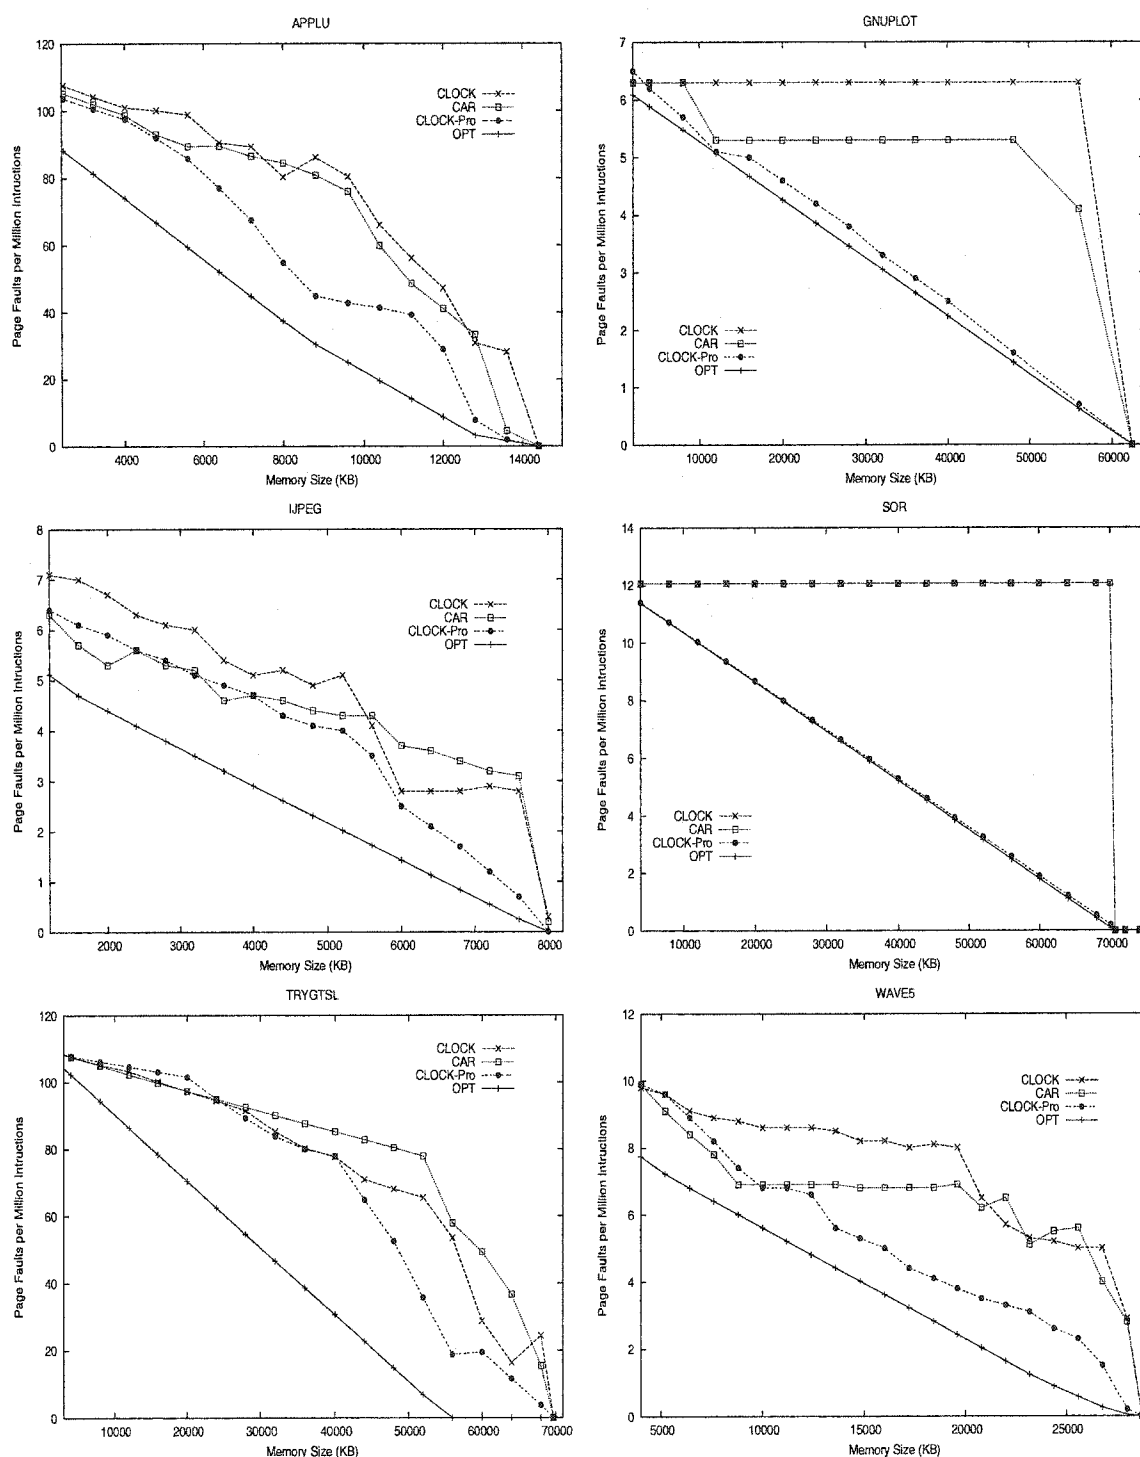 APPLU
120
100
80
60
40
20
0
Page Faults per Million Intructions
CLOCK
CAR
CLOCK-Pro
OPT
4000 6000 8000 10000 12000 14000
Memory Size (KB)
GNUPLOT
7
6
5
4
3
2
1
0
Page Faults per Million Intructions
CLOCK
CAR
CLOCK-Pro
OPT
10000 20000 30000 40000 50000 60000
Memory Size (KB)
IJPEG
8
7
6
5
4
3
2
1
0
Page Faults per Million Intructions
CLOCK
CAR
CLOCK-Pro
OPT
2000 3000 4000 5000 6000 7000 8000
Memory Size (KB)
SOR
14
12
10
8
6
4
2
0
Page Faults per Million Intructions
CLOCK
CAR
CLOCK-Pro
OPT
10000 20000 30000 40000 50000 60000 70000
Memory Size (KB)
TRYGTSL
120
100
80
60
40
20
0
Page Faults per Million Intructions
CLOCK
CAR
CLOCK-Pro
OPT
10000 20000 30000 40000 50000 60000 70000
Memory Size (KB)
WAVE5
12
10
8
6
4
2
0
Page Faults per Million Intructions
CLOCK
CAR
CLOCK-Pro
OPT
5000 10000 15000 20000 25000
Memory Size (KB)